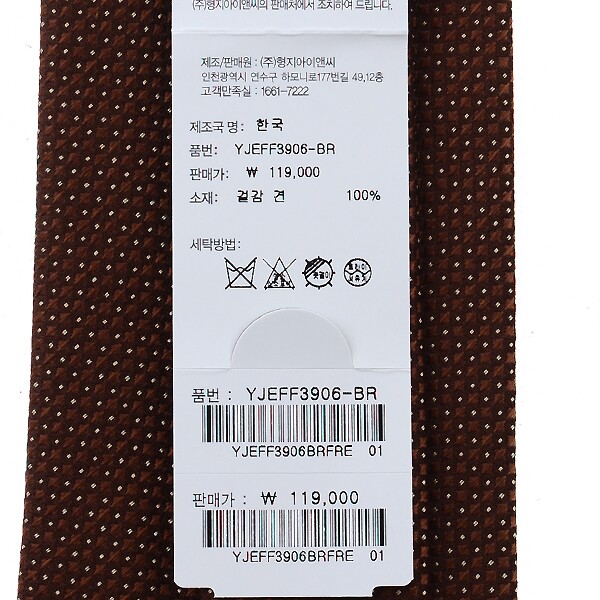 (주)형지아이앤씨의 판매처에서 조치하여 드립니다.
제조/판매원 : (주)형지아이앤씨
인천광역시 연수구 하모니로177번길 49,12층
고객만족실 : 1661-7222
제조국 명: 한국
품번: YJEFF3906-BR
판매가: ₩ 119,000
소재: 겉감 견 100%
세탁방법:
드라이
품번 : YJEFF3906-BR
YJEFF3906BRFRE 01
판매가 : ₩ 119,000
YJEFF3906BRFRE 01